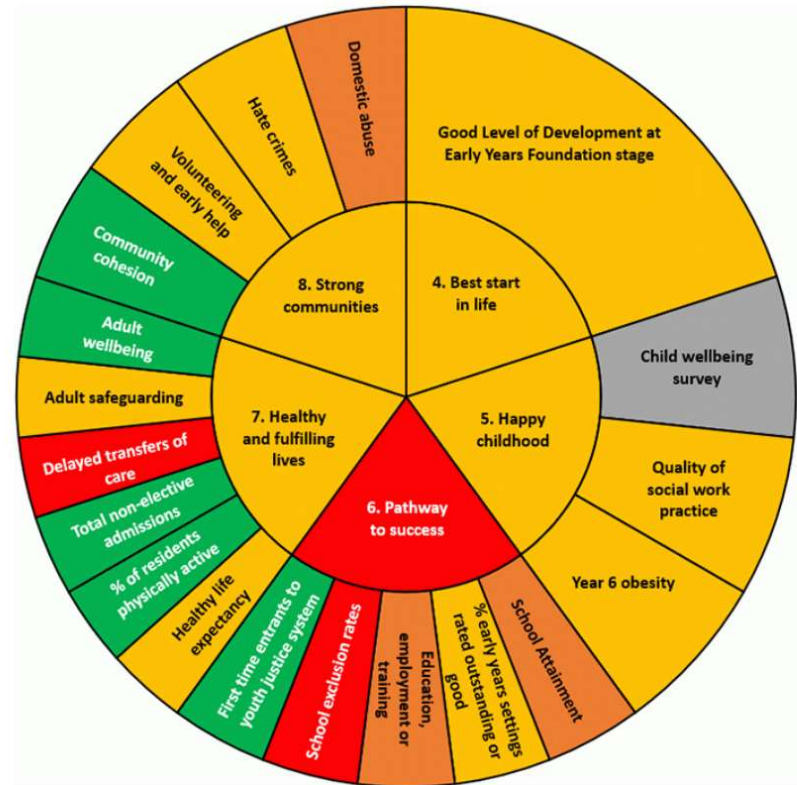 Good Level of Development at
Early Years Foundation stage
Child wellbeing
survey
Quality of
social work
practice
Year 6 obesity
School Attainment
% early years settings
rated outstanding or
good
Education,
employment or
training
School exclusion rates
First time entrants to
youth justice system
Healthy life
expectancy
% of residents
physically active
Total non-elective
admissions
Delayed transfers of
care
Adult safeguarding
Adult
wellbeing
Community
cohesion
Volunteering
and early help
Hate crimes
Domestic abuse
4. Best start
in life
5. Happy
childhood
6. Pathway
to success
7. Healthy
and fulfilling
lives
8. Strong
communities